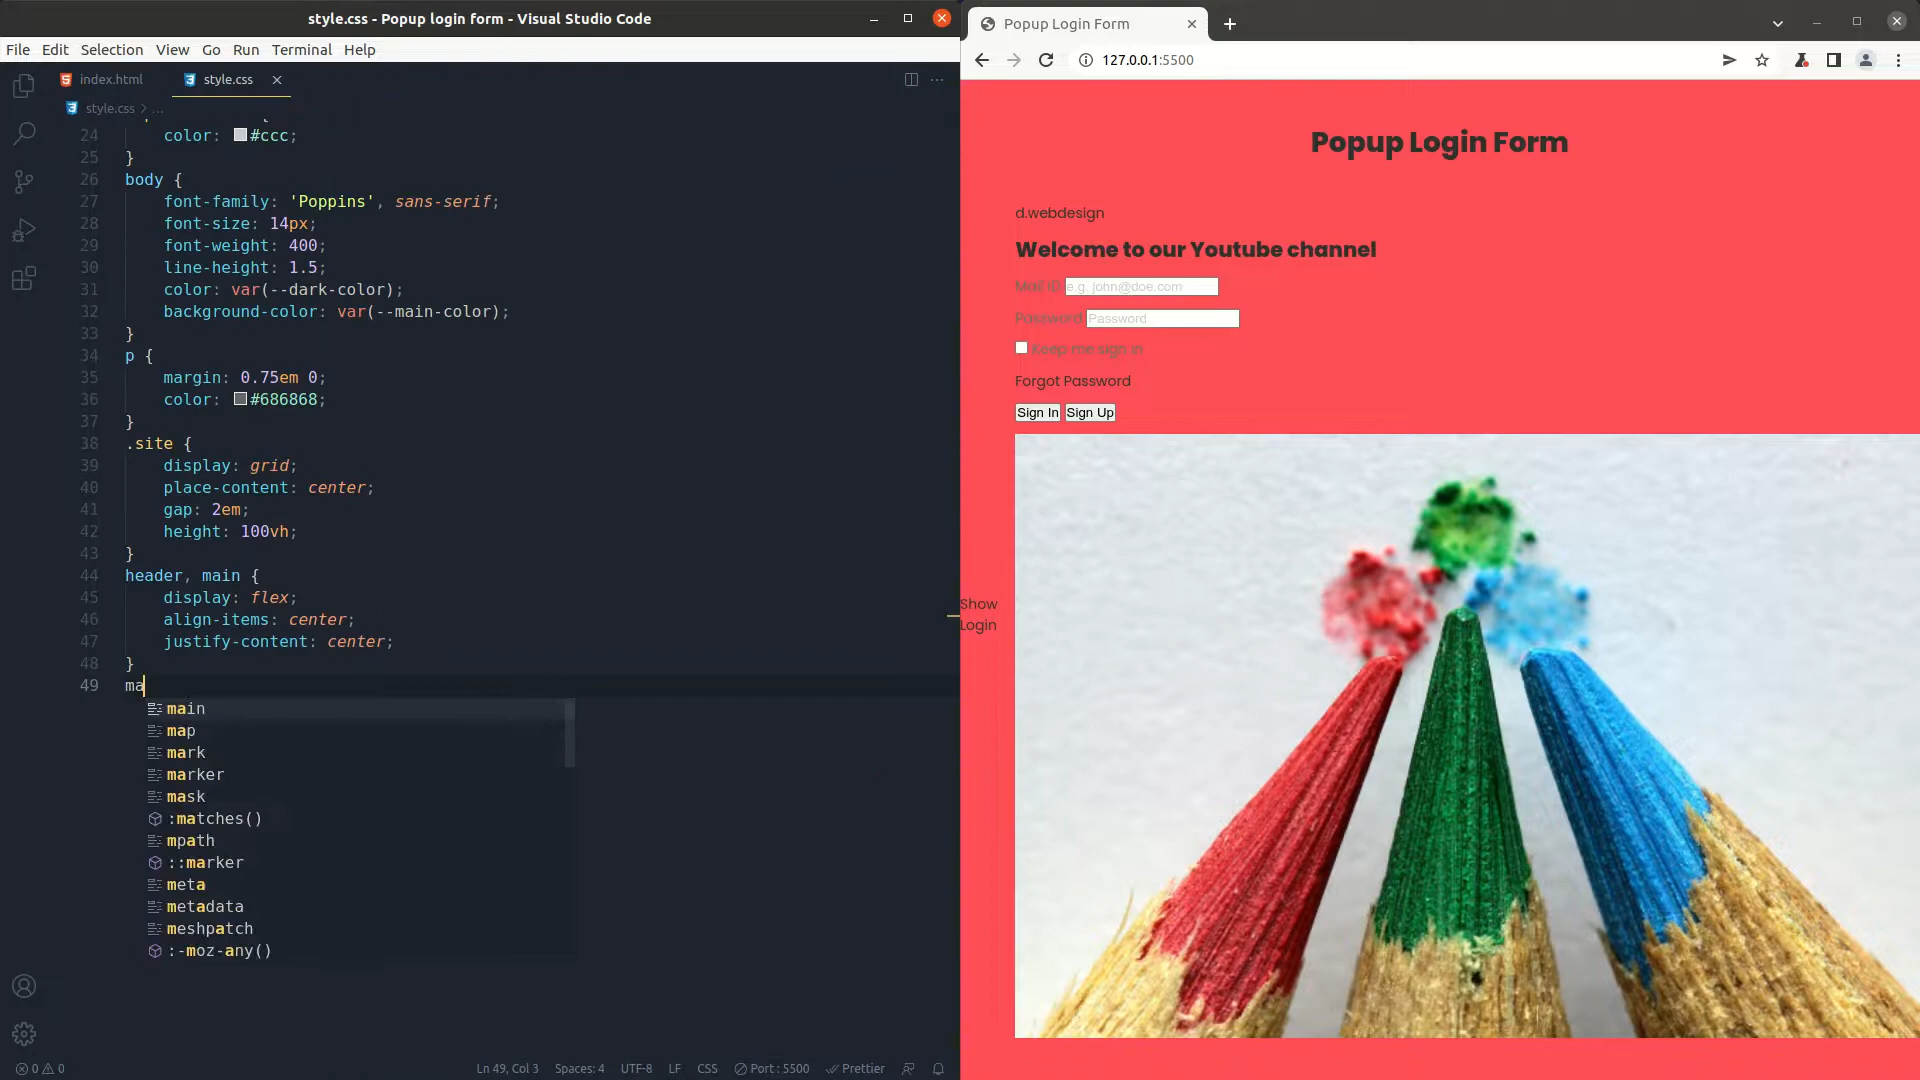 style.css - Popup login form - Visual Studio Code
File Edit Selection View Go Run Terminal Help
index.html style.css
style.css > ...
24 color: #ccc;
25 }
26 body {
27 font-family: 'Poppins', sans-serif;
28 font-size: 14px;
29 font-weight: 400;
30 line-height: 1.5;
31 color: var(--dark-color);
32 background-color: var(--main-color);
33 }
34 p {
35 margin: 0.75em 0;
36 color: #686868;
37 }
38 .site {
39 display: grid;
40 place-content: center;
41 gap: 2em;
42 height: 100vh;
43 }
44 header, main {
45 display: flex;
46 align-items: center;
47 justify-content: center;
48 }
49 ma
main
map
mark
marker
mask
:matches()
mpath
::marker
meta
metadata
meshpatch
:-moz-any()
0 0
Ln 49, Col 3 Spaces: 4 UTF-8 LF CSS Port : 5500 Prettier
Popup Login Form
127.0.0.1:5500
Popup Login Form
d.webdesign
Welcome to our Youtube channel
Mail ID e.g. john@doe.com
Password Password
Keep me sign in
Forgot Password
Sign In Sign Up
Show
Login